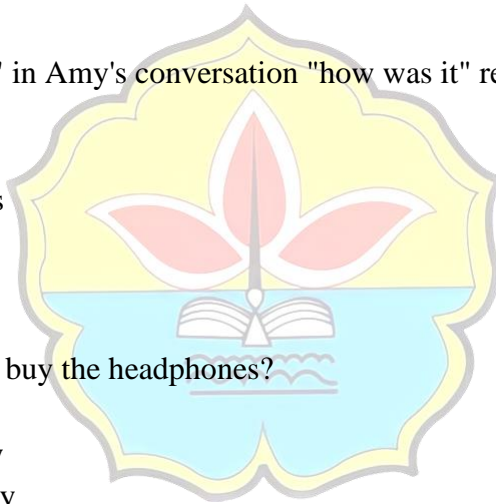 " in Amy's conversation "how was it" re
s
buy the headphones?
y
y